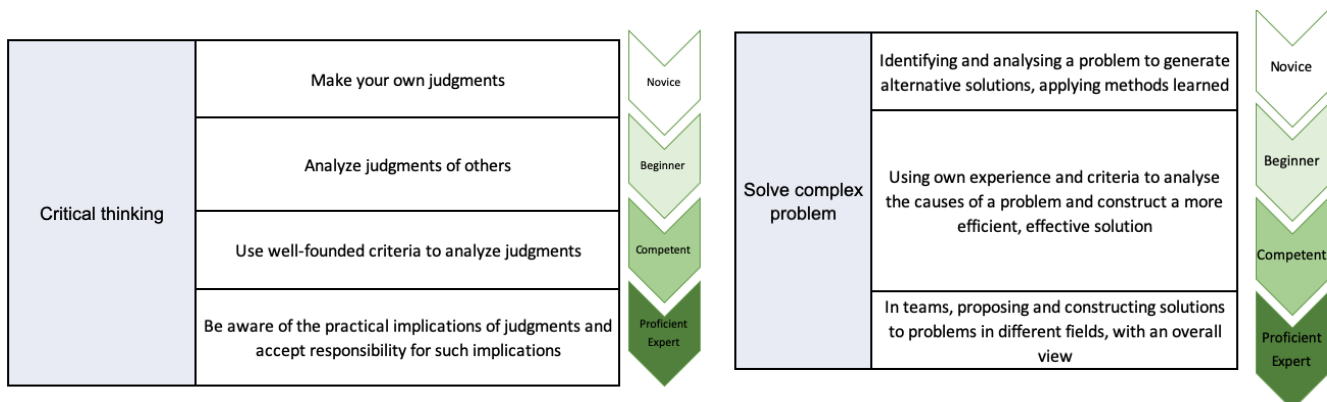 Critical thinking
Make your own judgments
Analyze judgments of others
Use well-founded criteria to analyze judgments
Be aware of the practical implications of judgments and
accept responsibility for such implications
Novice
Beginner
Competent
Proficient
Expert
Solve complex
problem
Identifying and analysing a problem to generate
alternative solutions, applying methods learned
Using own experience and criteria to analyse
the causes of a problem and construct a more
efficient, effective solution
In teams, proposing and constructing solutions
to problems in different fields, with an overall
view
Novice
Beginner
Competent
Proficient
Expert